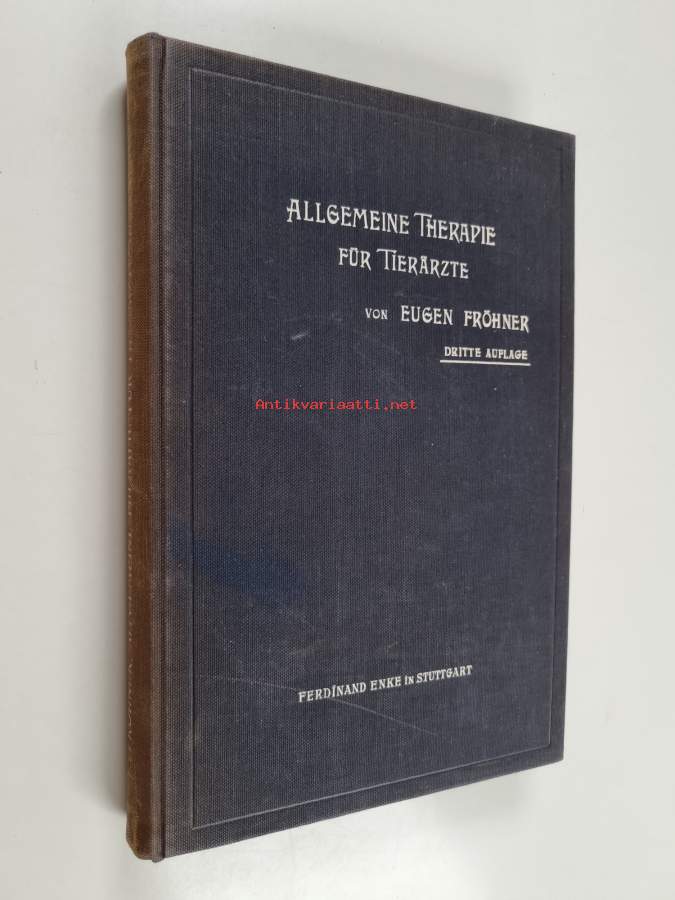 ALLGEMEINE THERAPIE
FÜR TIERÄRZTE
VON EUGEN FRÖHNER
DRITTE AUFLAGE
Antikvariaatti.net
FERDINAND ENKE in STUTTGART